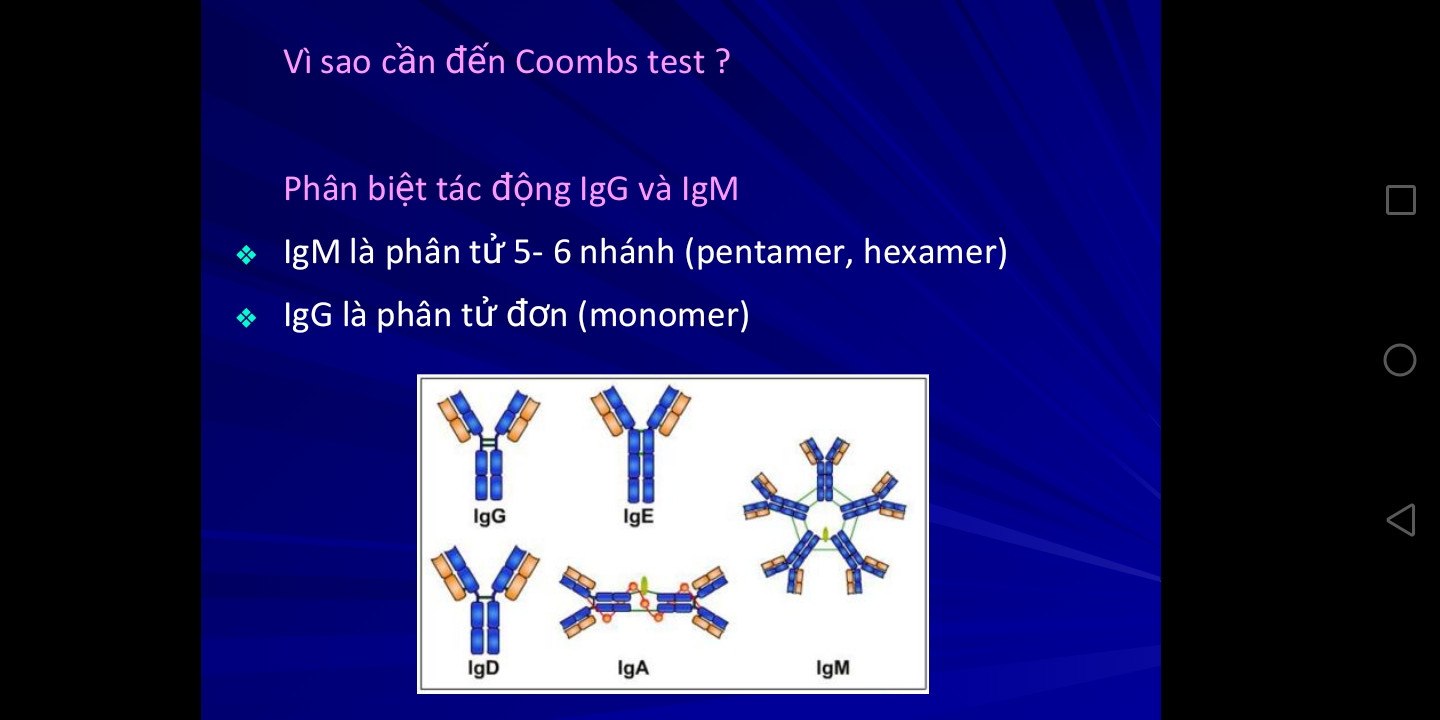 Vì sao cần đến Coombs test ?
Phân biệt tác động IgG và IgM
IgM là phân tử 5- 6 nhánh (pentamer, hexamer)
IgG là phân tử đơn (monomer)
IgG
IgE
IgD
IgA
IgM